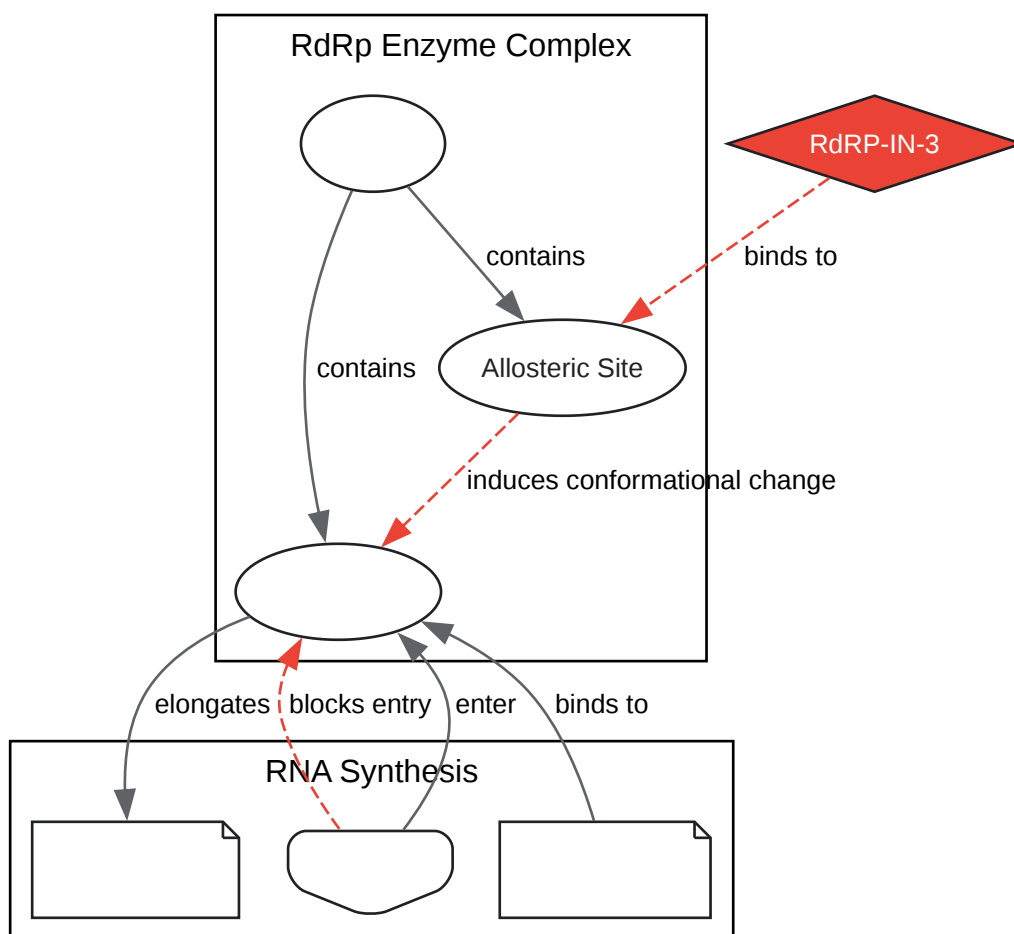 RdRp Enzyme Complex
RdRP-IN-3
contains
binds to
contains
Allosteric Site
induces conformational change
elongates
blocks entry
enter
binds to
RNA Synthesis